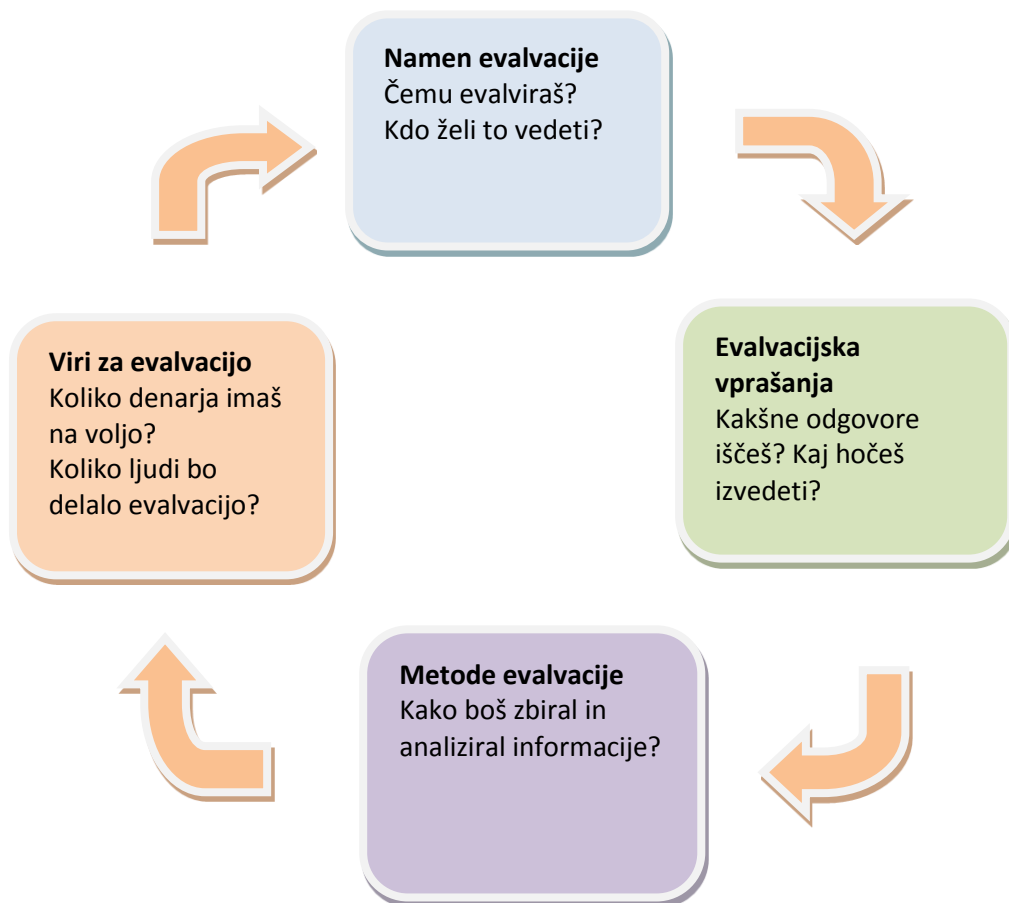 Namen evalvacije
Čemu evalviraš?
Kdo želi to vedeti?
Evalvacijska
vprašanja
Kakšne odgovore
iščeš? Kaj hočeš
izvedeti?
Metode evalvacije
Kako boš zbiral in
analiziral informacije?
Viri za evalvacijo
Koliko denarja imaš
na voljo?
Koliko ljudi bo
delalo evalvacijo?